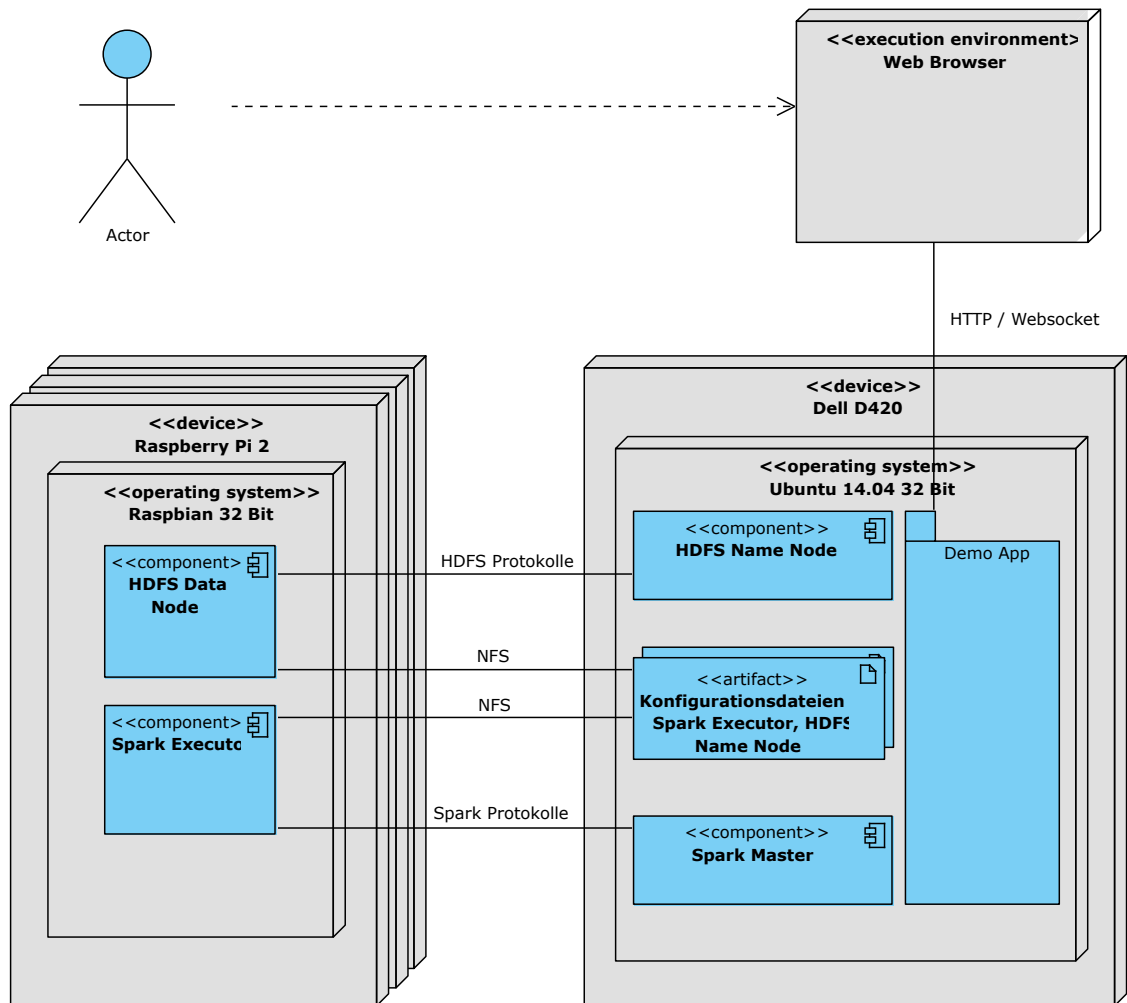 <<execution environment>
Web Browser
Actor
HTTP / Websocket
<<device>>
Raspberry Pi 2
<<operating system>>
Raspbian 32 Bit
<<component>
HDFS Data
Node
<<component>
Spark Executo
HDFS Protokolle
NFS
NFS
Spark Protokolle
<<device>>
Dell D420
<<operating system>>
Ubuntu 14.04 32 Bit
<<component>>
HDFS Name Node
<<artifact>>
Konfigurationsdateien
Spark Executor, HDFS
Name Node
<<component>>
Spark Master
Demo App